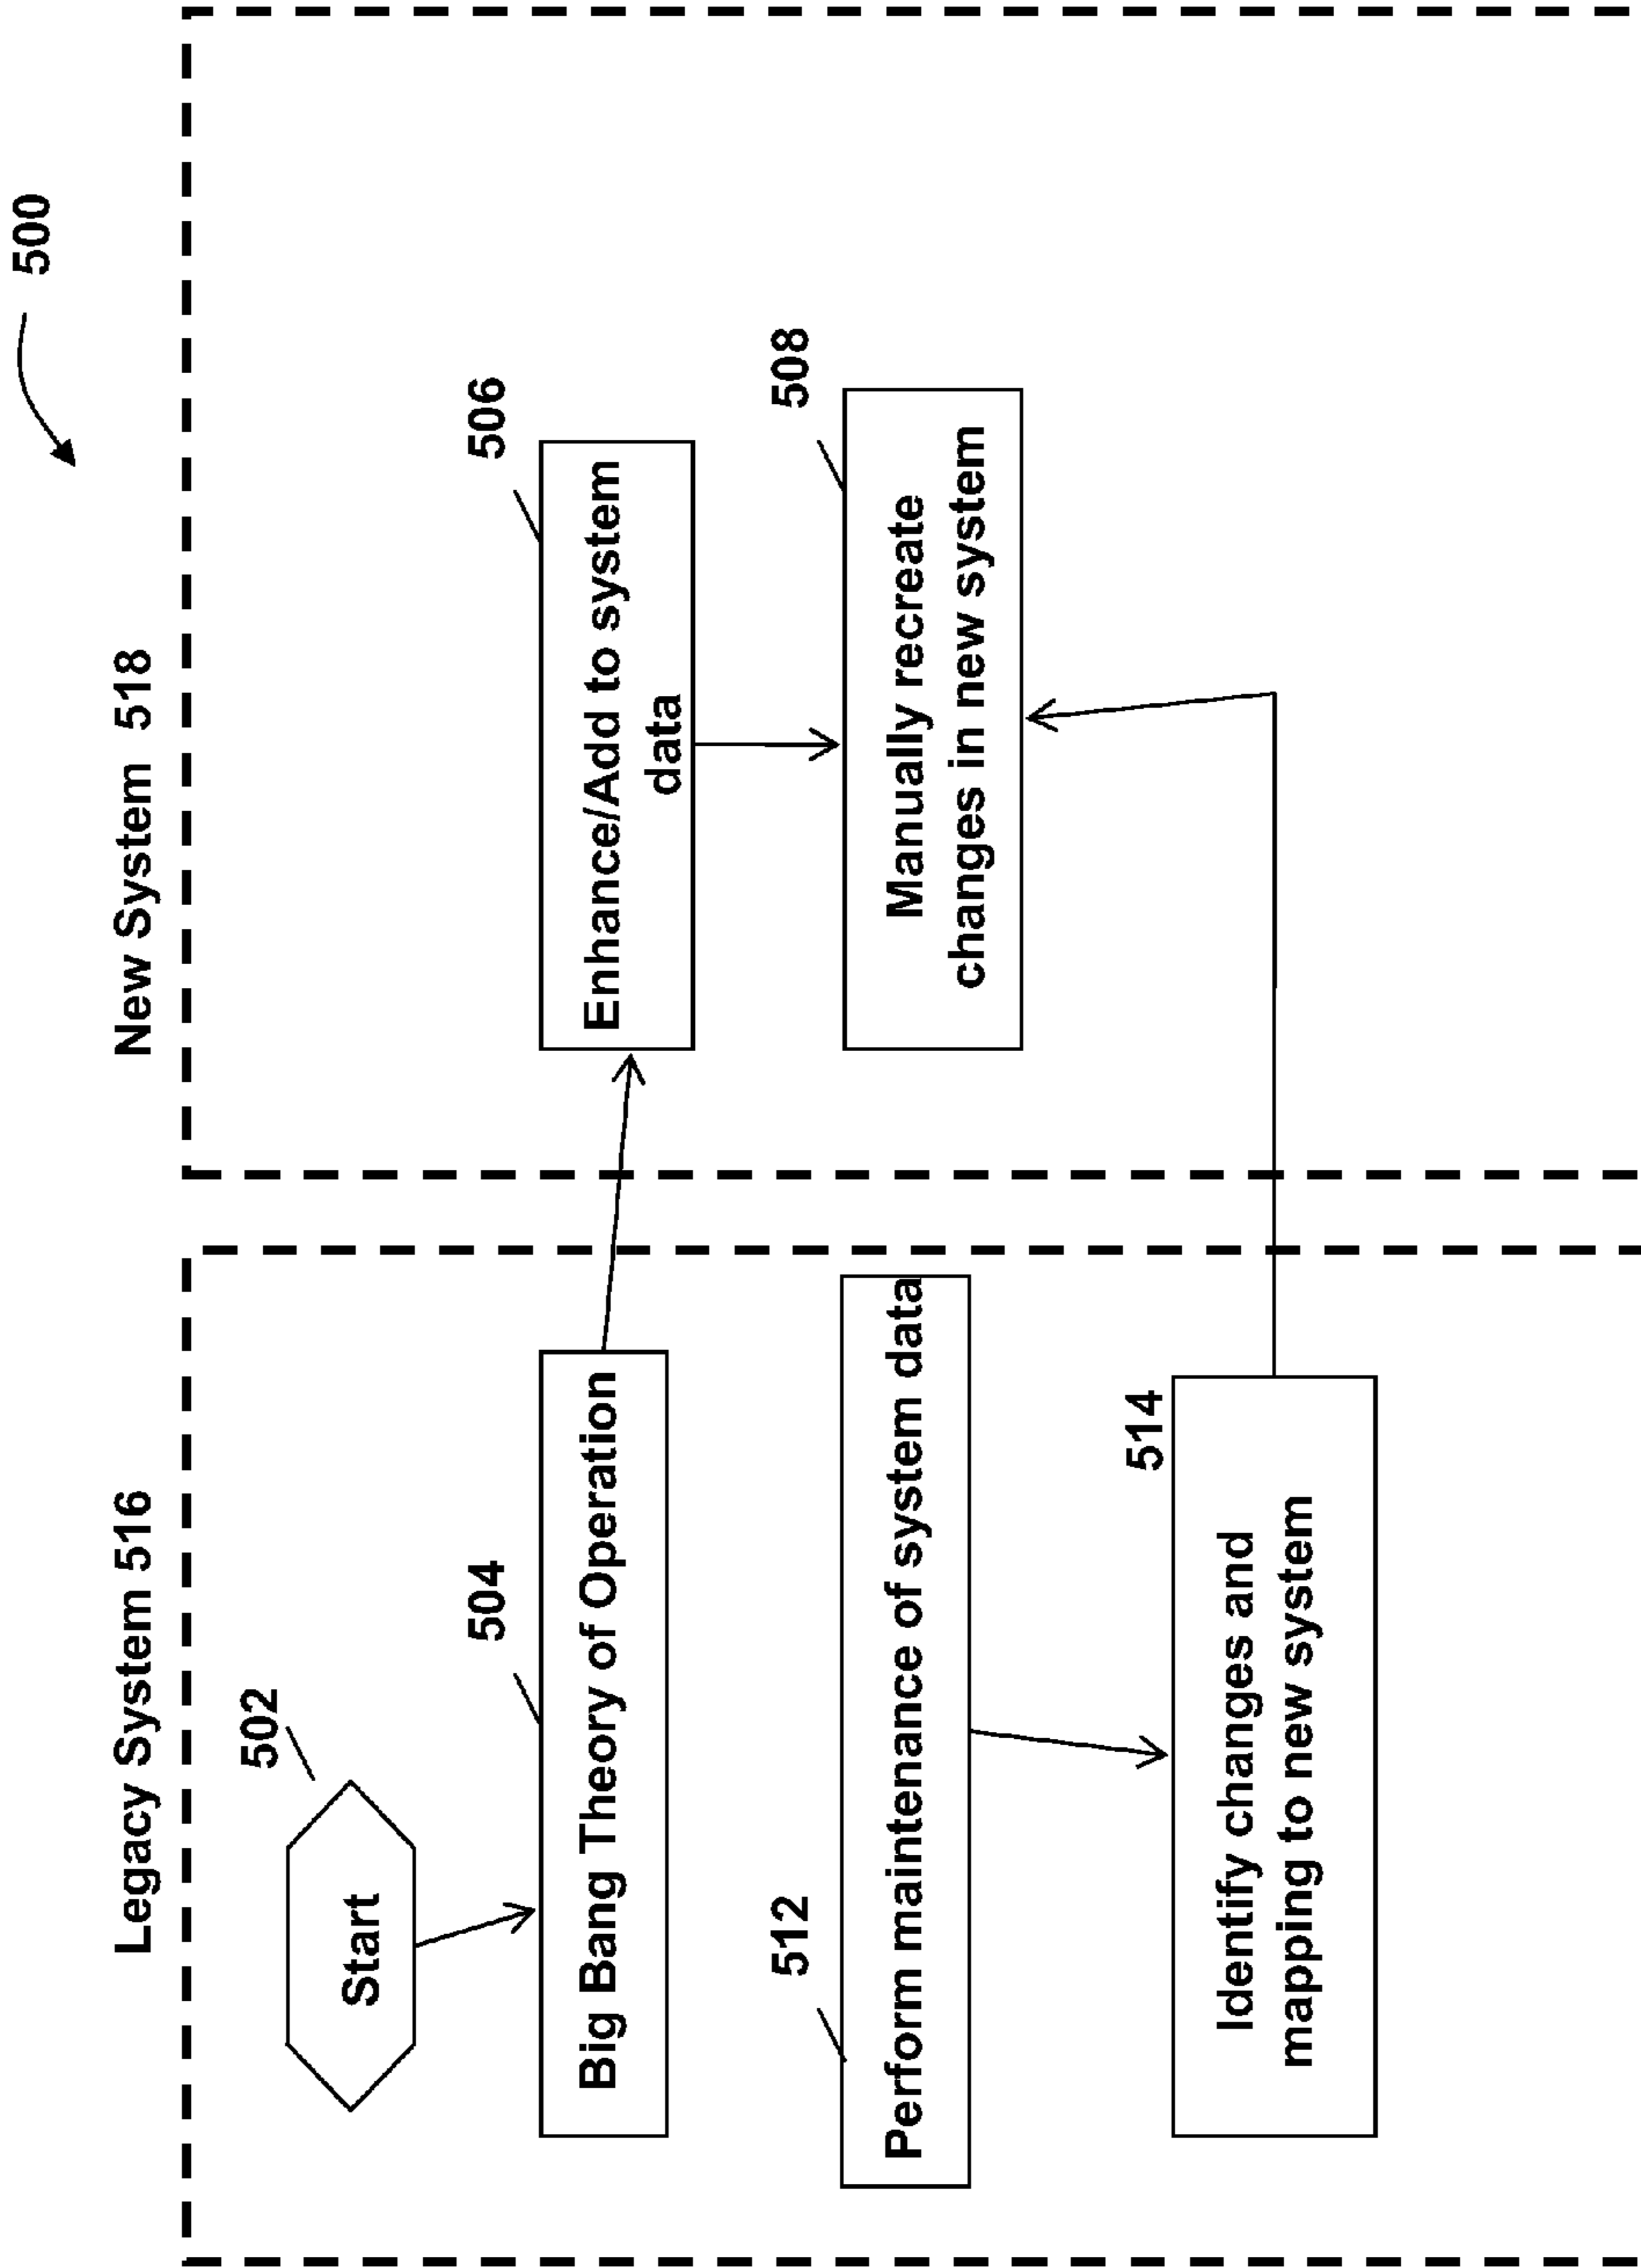 500
Legacy System 516
New System 518
502
Start
504
Big Bang Theory of Operation
506
Enhance/Add to system
data
512
Perform maintenance of system data
508
Manually recreate
changes in new system
514
Identify changes and
mapping to new system